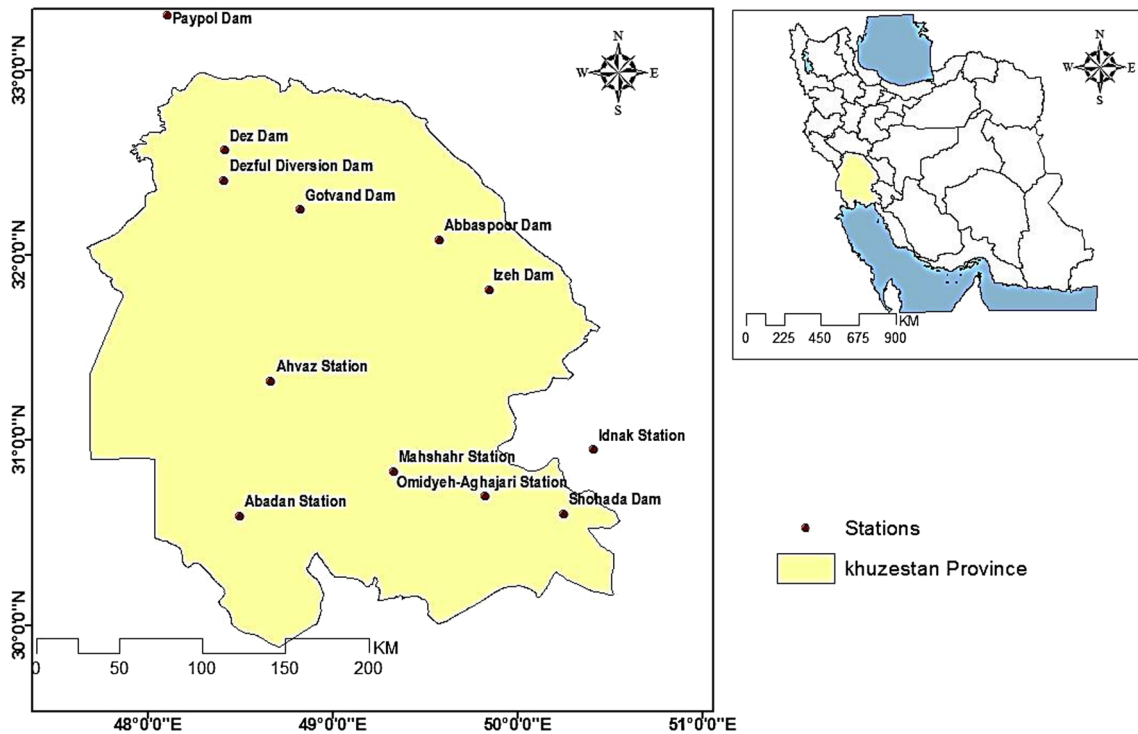 Paypol Dam
N
W E
S
33°0'0"N
Dez Dam
Dezful Diversion Dam
Gotvand Dam
Abbaspoor Dam
32°0'0"N
Izeh Dam
Ahvaz Station
31°0'0"N
Idnak Station
Mahshahr Station
Omidyeh-Aghajari Station
Shohada Dam
Abadan Station
30°0'0"N
KM
0 50 100 150 200
48°0'0"E 49°0'0"E 50°0'0"E 51°0'0"E
N
W E
S
KM
0 225 450 675 900
Stations
khuzestan Province